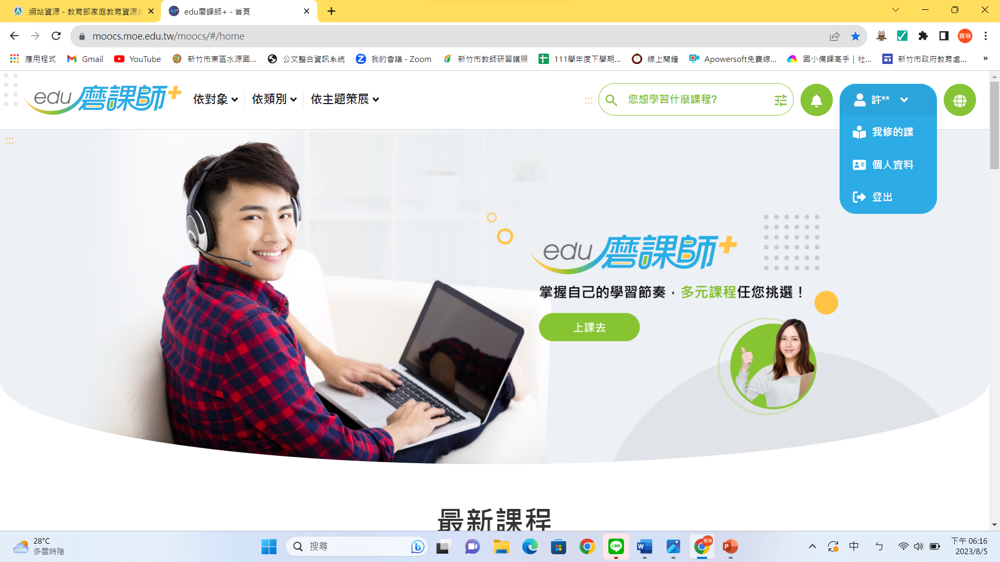 網站資源 - 教育部家庭教育資源網
edu磨課師+ - 首頁
moocs.moe.edu.tw/moocs/#/home
寶琳
應用程式
Gmail
YouTube
新竹市東區水源國...
公文整合資訊系統
我的會議 - Zoom
新竹市教師研習護照
111學年度下學期...
線上鬧鐘
Apowersoft免費線...
國小備課高手 | 社...
新竹市政府教育處...
»
edu磨課師+
依對象
依類別
依主題策展
:::
您想學習什麼課程?
許**
我修的課
個人資料
登出
:::
edu磨課師+
掌握自己的學習節奏，多元課程任您挑選！
上課去
最新課程
28°C
多雲時陰
搜尋
中
ㄅ
下午 06:16
2023/8/5